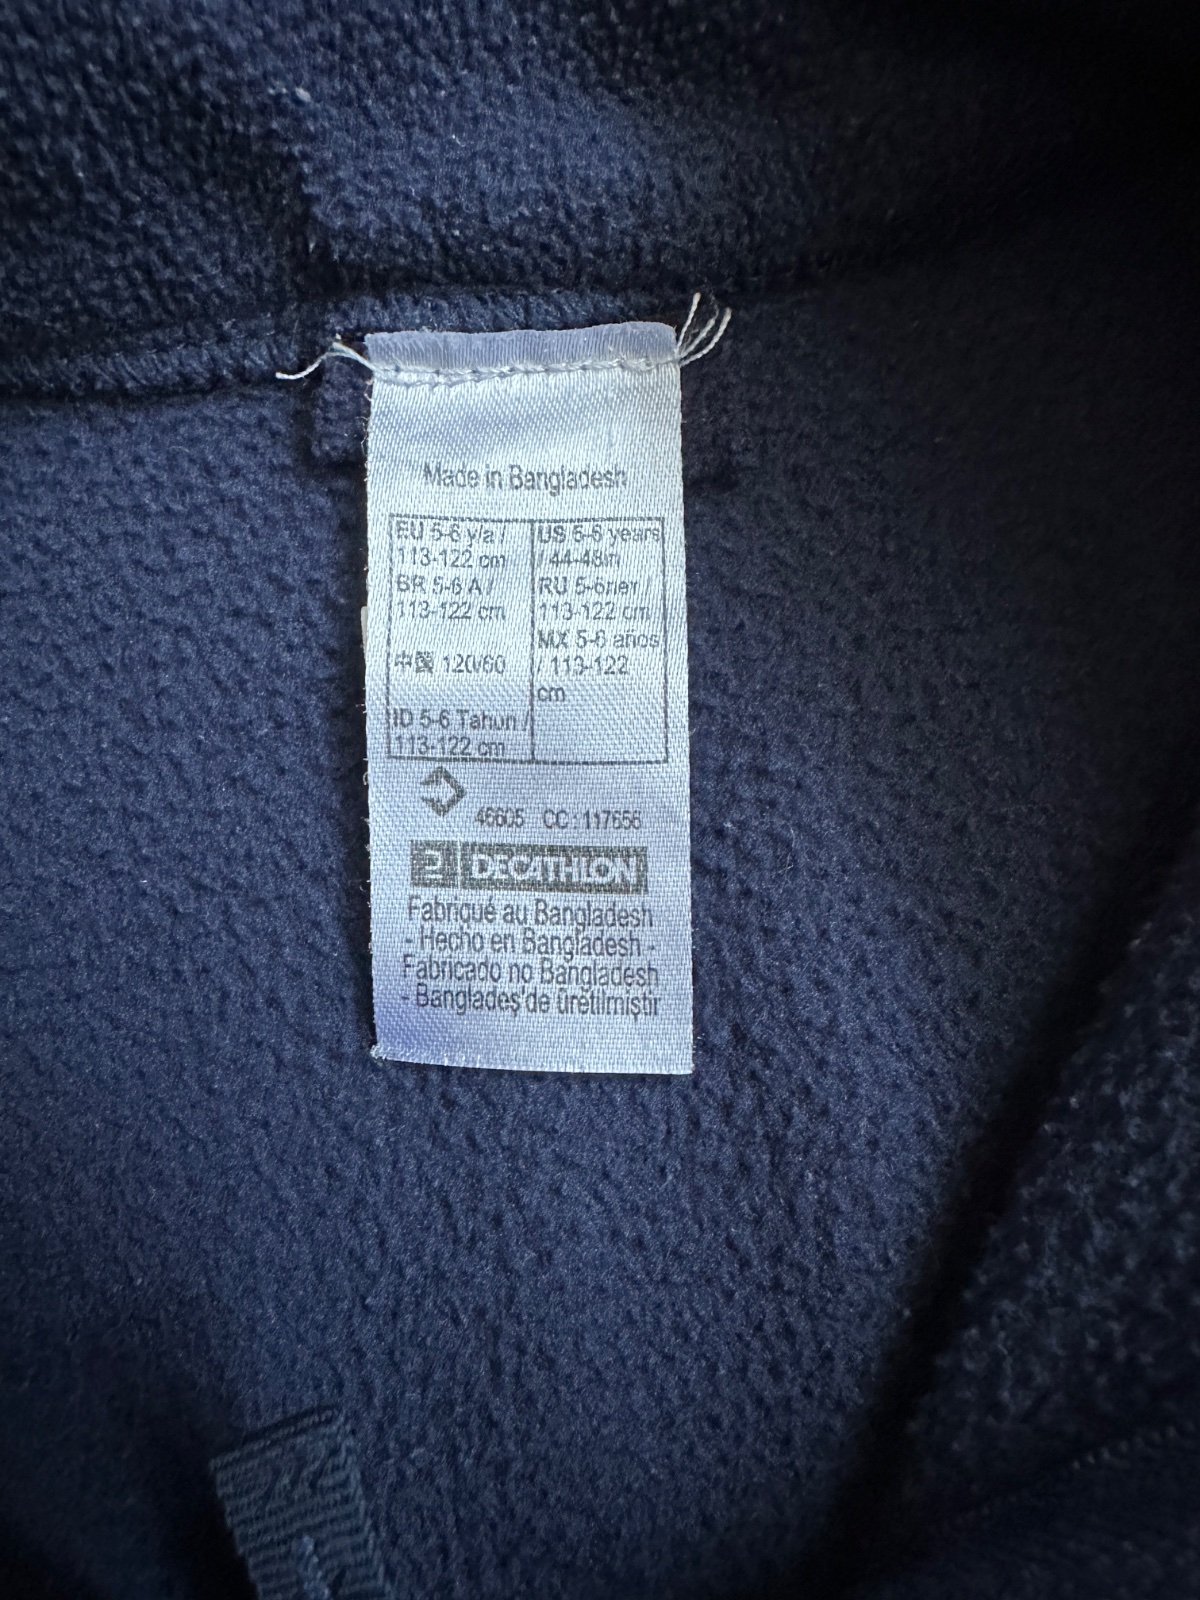 Made in Bangladesh
EU 5-6 y/a /
113-122 cm
BR 5-6 A /
113-122 cm
中国 120/60
ID 5-6 Tahun /
113-122 cm
US 5-6 years
/ 44-48in
RU 5-6лет /
113-122 cm
MX 5-6 años
/ 113-122
cm
46605 CC : 117656
DECATHLON
Fabriqué au Bangladesh
- Hecho en Bangladesh -
Fabricado no Bangladesh
- Bangladeş de üretilmiştir